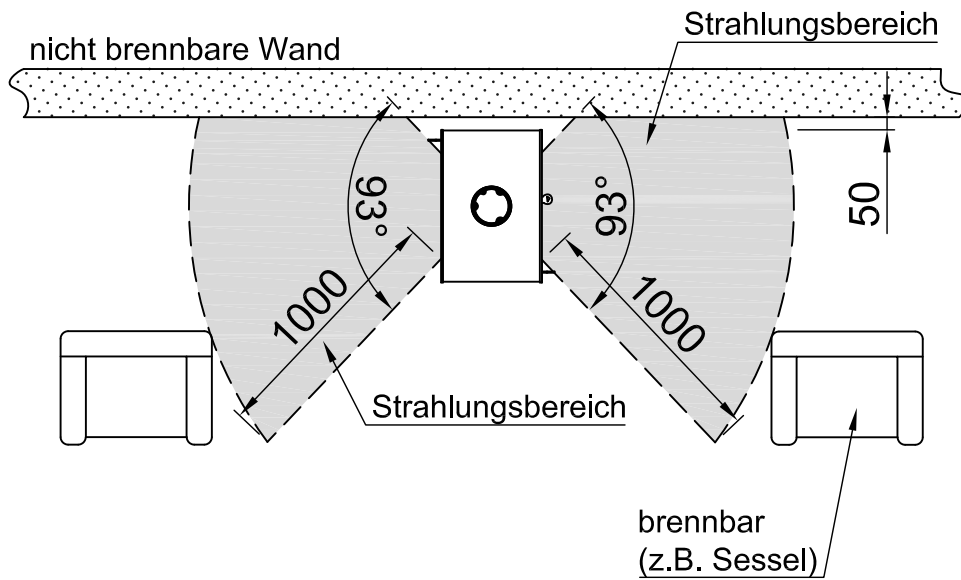 Strahlungsbereich
nicht brennbare Wand
93°
93°
50
1000
1000
Strahlungsbereich
brennbar
(z.B. Sessel)